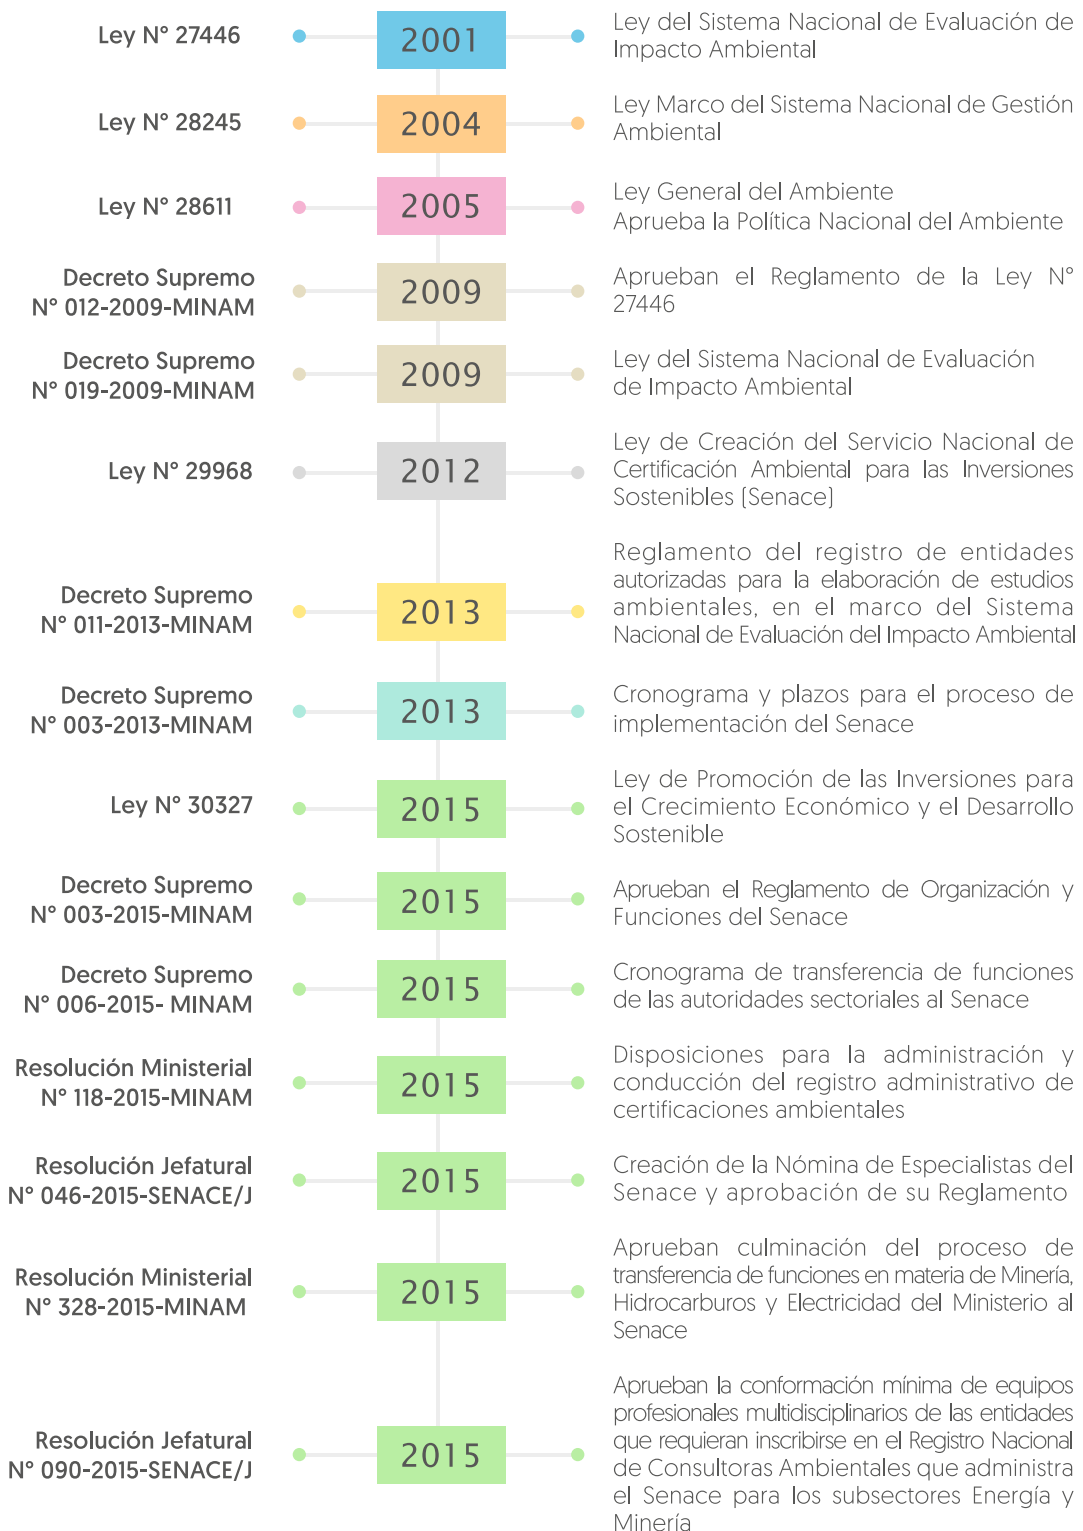 Ley N° 27446
2001
Ley del Sistema Nacional de Evaluación de
Impacto Ambiental
Ley N° 28245
2004
Ley Marco del Sistema Nacional de Gestión
Ambiental
Ley N° 28611
2005
Ley General del Ambiente
Aprueba la Política Nacional del Ambiente
Decreto Supremo
N° 012-2009-MINAM
2009
Aprueban el Reglamento de la Ley N°
27446
Decreto Supremo
N° 019-2009-MINAM
2009
Ley del Sistema Nacional de Evaluación
de Impacto Ambiental
Ley N° 29968
2012
Ley de Creación del Servicio Nacional de
Certificación Ambiental para las Inversiones
Sostenibles (Senace)
Decreto Supremo
N° 011-2013-MINAM
2013
Reglamento del registro de entidades
autorizadas para la elaboración de estudios
ambientales, en el marco del Sistema
Nacional de Evaluación del Impacto Ambiental
Decreto Supremo
N° 003-2013-MINAM
2013
Cronograma y plazos para el proceso de
implementación del Senace
Ley N° 30327
2015
Ley de Promoción de las Inversiones para
el Crecimiento Económico y el Desarrollo
Sostenible
Decreto Supremo
N° 003-2015-MINAM
2015
Aprueban el Reglamento de Organización y
Funciones del Senace
Decreto Supremo
N° 006-2015- MINAM
2015
Cronograma de transferencia de funciones
de las autoridades sectoriales al Senace
Resolución Ministerial
N° 118-2015-MINAM
2015
Disposiciones para la administración y
conducción del registro administrativo de
certificaciones ambientales
Resolución Jefatural
N° 046-2015-SENACE/J
2015
Creación de la Nómina de Especialistas del
Senace y aprobación de su Reglamento
Resolución Ministerial
N° 328-2015-MINAM
2015
Aprueban culminación del proceso de
transferencia de funciones en materia de Minería,
Hidrocarburos y Electricidad del Ministerio al
Senace
Resolución Jefatural
N° 090-2015-SENACE/J
2015
Aprueban la conformación mínima de equipos
profesionales multidisciplinarios de las entidades
que requieran inscribirse en el Registro Nacional
de Consultoras Ambientales que administra
el Senace para los subsectores Energía y
Minería